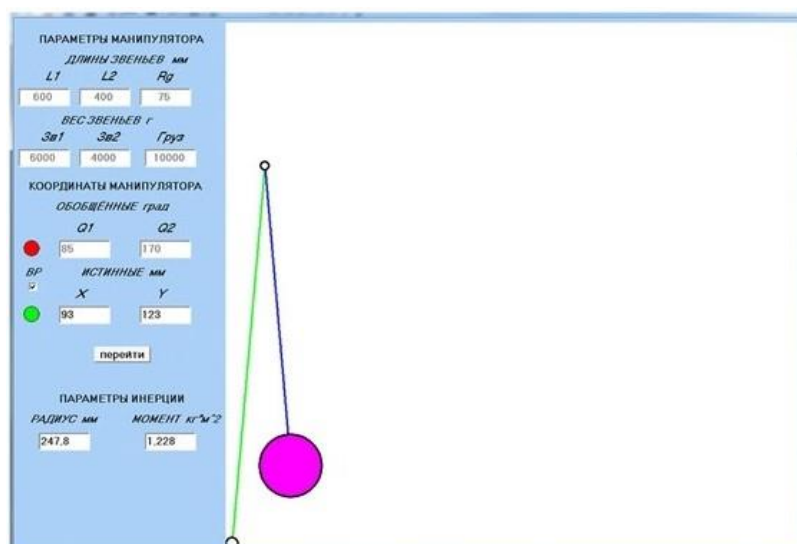 ПАРАМЕТРЫ МАНИПУЛЯТОРА
ДЛИНЫ ЗВЕНЬЕВ мм
L1 L2 Rg
600 400 75
ВЕС ЗВЕНЬЕВ г
Зв1 Зв2 Груз
6000 4000 10000
КООРДИНАТЫ МАНИПУЛЯТОРА
ОБОБЩЕННЫЕ град
Q1 Q2
85 170
ВР ИСТИННЫЕ мм
X Y
93 123
перейти
ПАРАМЕТРЫ ИНЕРЦИИ
РАДИУС мм МОМЕНТ кг*м^2
247,8 1,228